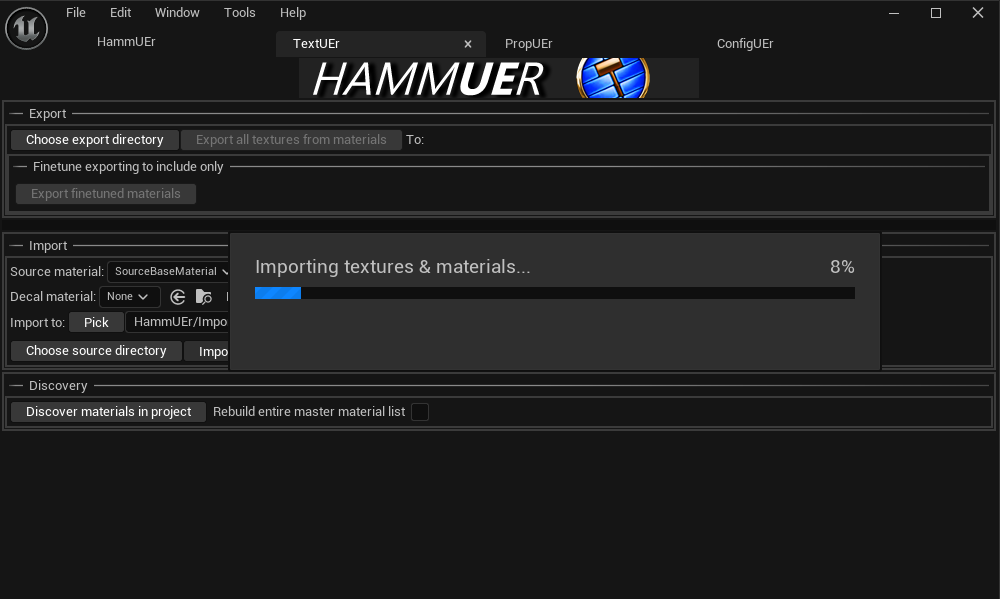 File Edit Window Tools Help
HammUEr TextUEr PropUEr ConfigUEr
HAMMUER
Export
Choose export directory Export all textures from materials To:
Finetune exporting to include only
Export finetuned materials
Import
Source material: SourceBaseMaterial
Decal material: None
Import to: Pick HammUEr/Impo
Choose source directory Impo
Importing textures & materials... 8%
Discovery
Discover materials in project Rebuild entire master material list